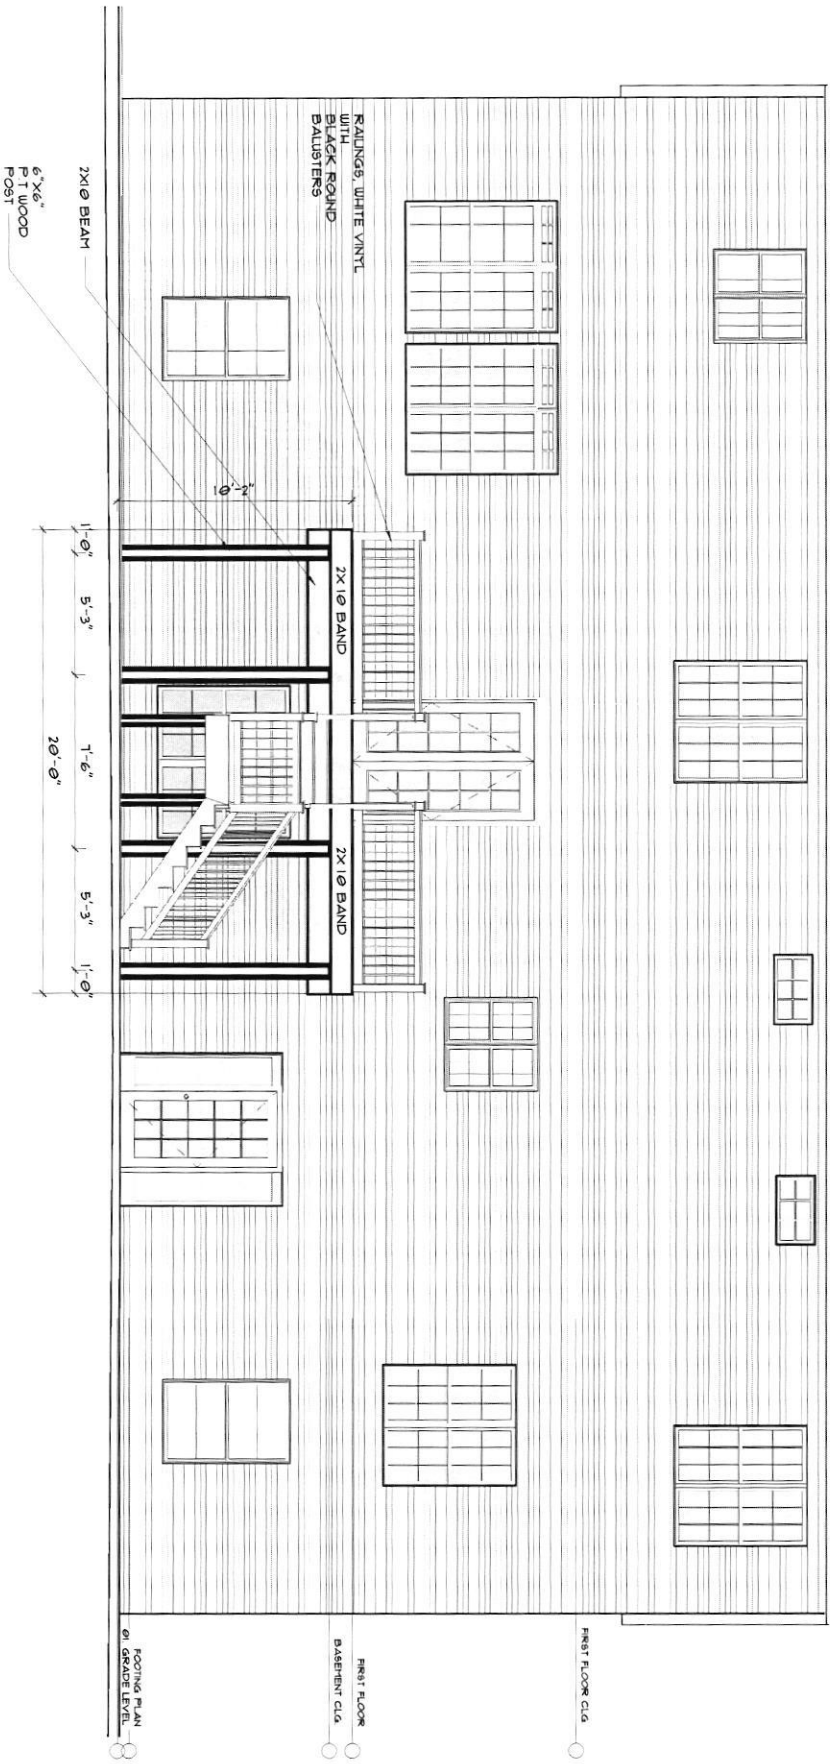 RAILINGS, WHITE VINYL
WITH
BLACK ROUND
BALUSTERS
2X10 BEAM
6"X6"
P.T WOOD
POST
10'-2"
2X10 BAND
2X10 BAND
1'-0"
5'-3"
7'-6"
5'-3"
1'-0"
20'-0"
FIRST FLOOR CLG
FIRST FLOOR
BASEMENT CLG
FOOTING PLAN
01. GRADE LEVEL